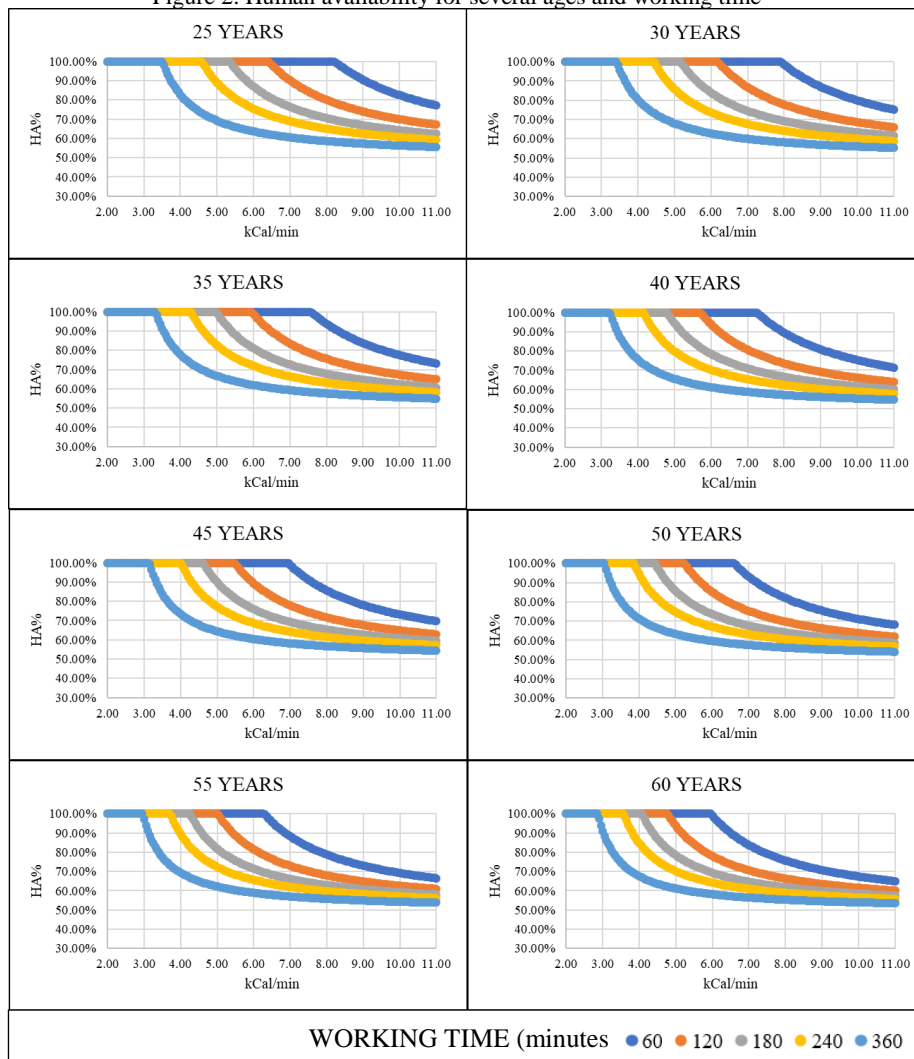 Figure 2. Human availability for several ages and working time
25 YEARS
100.00%
90.00%
80.00%
70.00%
60.00%
50.00%
40.00%
30.00%
HA%
2.00 3.00 4.00 5.00 6.00 7.00 8.00 9.00 10.00 11.00
kCal/min
30 YEARS
100.00%
90.00%
80.00%
70.00%
60.00%
50.00%
40.00%
30.00%
HA%
2.00 3.00 4.00 5.00 6.00 7.00 8.00 9.00 10.00 11.00
kCal/min
35 YEARS
100.00%
90.00%
80.00%
70.00%
60.00%
50.00%
40.00%
30.00%
HA%
2.00 3.00 4.00 5.00 6.00 7.00 8.00 9.00 10.00 11.00
kCal/min
40 YEARS
100.00%
90.00%
80.00%
70.00%
60.00%
50.00%
40.00%
30.00%
HA%
2.00 3.00 4.00 5.00 6.00 7.00 8.00 9.00 10.00 11.00
kCal/min
45 YEARS
100.00%
90.00%
80.00%
70.00%
60.00%
50.00%
40.00%
30.00%
HA%
2.00 3.00 4.00 5.00 6.00 7.00 8.00 9.00 10.00 11.00
kCal/min
50 YEARS
100.00%
90.00%
80.00%
70.00%
60.00%
50.00%
40.00%
30.00%
HA%
2.00 3.00 4.00 5.00 6.00 7.00 8.00 9.00 10.00 11.00
kCal/min
55 YEARS
100.00%
90.00%
80.00%
70.00%
60.00%
50.00%
40.00%
30.00%
HA%
2.00 3.00 4.00 5.00 6.00 7.00 8.00 9.00 10.00 11.00
kCal/min
60 YEARS
100.00%
90.00%
80.00%
70.00%
60.00%
50.00%
40.00%
30.00%
HA%
2.00 3.00 4.00 5.00 6.00 7.00 8.00 9.00 10.00 11.00
kCal/min
WORKING TIME (minutes 60 120 180 240 360